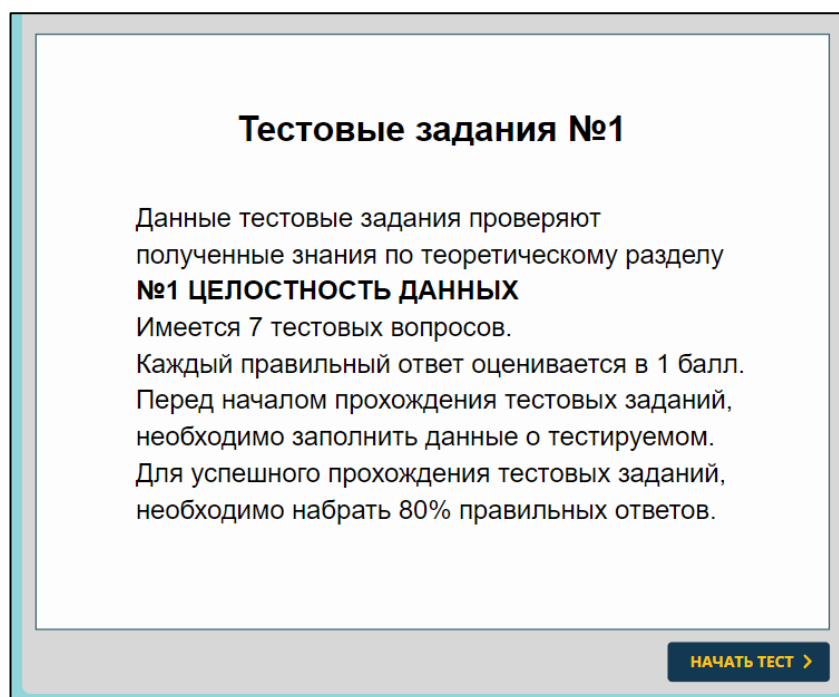 Тестовые задания №1
Данные тестовые задания проверяют
полученные знания по теоретическому разделу
№1 ЦЕЛОСТНОСТЬ ДАННЫХ
Имеется 7 тестовых вопросов.
Каждый правильный ответ оценивается в 1 балл.
Перед началом прохождения тестовых заданий,
необходимо заполнить данные о тестируемом.
Для успешного прохождения тестовых заданий,
необходимо набрать 80% правильных ответов.
НАЧАТЬ ТЕСТ